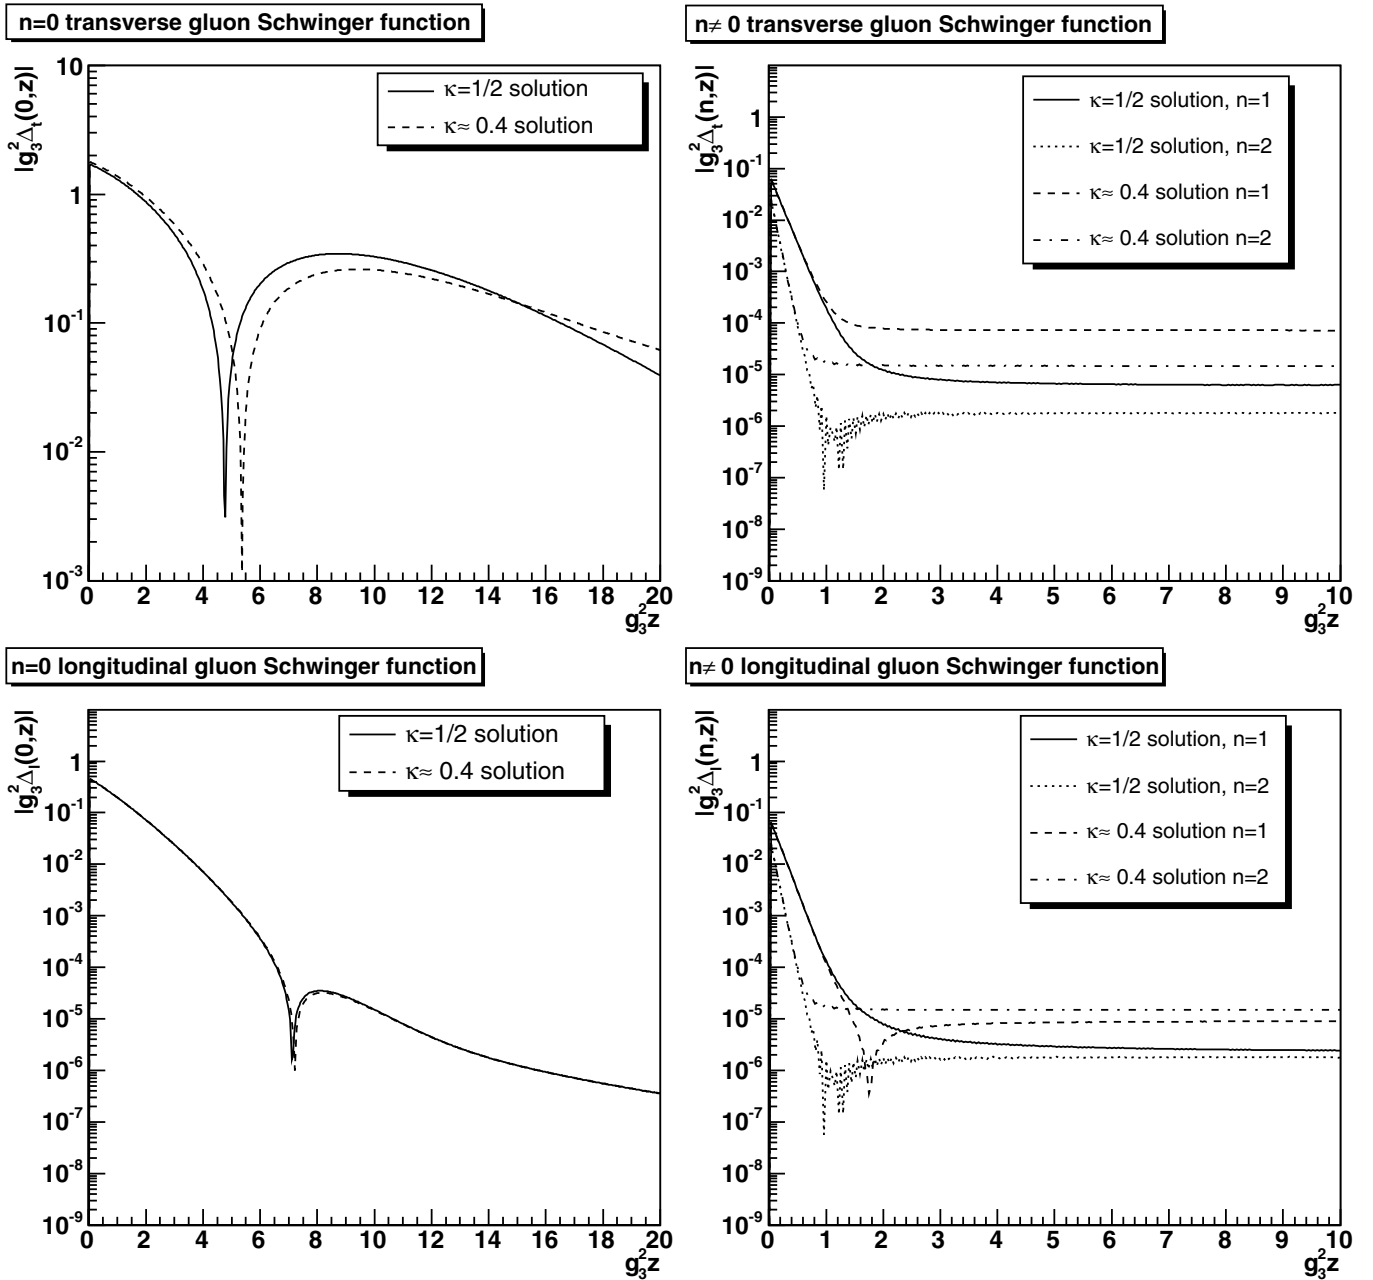 n=0 transverse gluon Schwinger function
|g₃²Δₜ(0,z)|
κ=1/2 solution
κ≈ 0.4 solution
10
1
10⁻¹
10⁻²
10⁻³
0 2 4 6 8 10 12 14 16 18 20
g₃²z
n≠ 0 transverse gluon Schwinger function
|g₃²Δₜ(n,z)|
κ=1/2 solution, n=1
κ=1/2 solution, n=2
κ≈ 0.4 solution n=1
κ≈ 0.4 solution n=2
1
10⁻¹
10⁻²
10⁻³
10⁻⁴
10⁻⁵
10⁻⁶
10⁻⁷
10⁻⁸
10⁻⁹
0 1 2 3 4 5 6 7 8 9 10
g₃²z
n=0 longitudinal gluon Schwinger function
|g₃²Δₗ(0,z)|
κ=1/2 solution
κ≈ 0.4 solution
1
10⁻¹
10⁻²
10⁻³
10⁻⁴
10⁻⁵
10⁻⁶
10⁻⁷
10⁻⁸
10⁻⁹
0 2 4 6 8 10 12 14 16 18 20
g₃²z
n≠ 0 longitudinal gluon Schwinger function
|g₃²Δₗ(n,z)|
κ=1/2 solution, n=1
κ=1/2 solution, n=2
κ≈ 0.4 solution n=1
κ≈ 0.4 solution n=2
1
10⁻¹
10⁻²
10⁻³
10⁻⁴
10⁻⁵
10⁻⁶
10⁻⁷
10⁻⁸
10⁻⁹
0 1 2 3 4 5 6 7 8 9 10
g₃²z